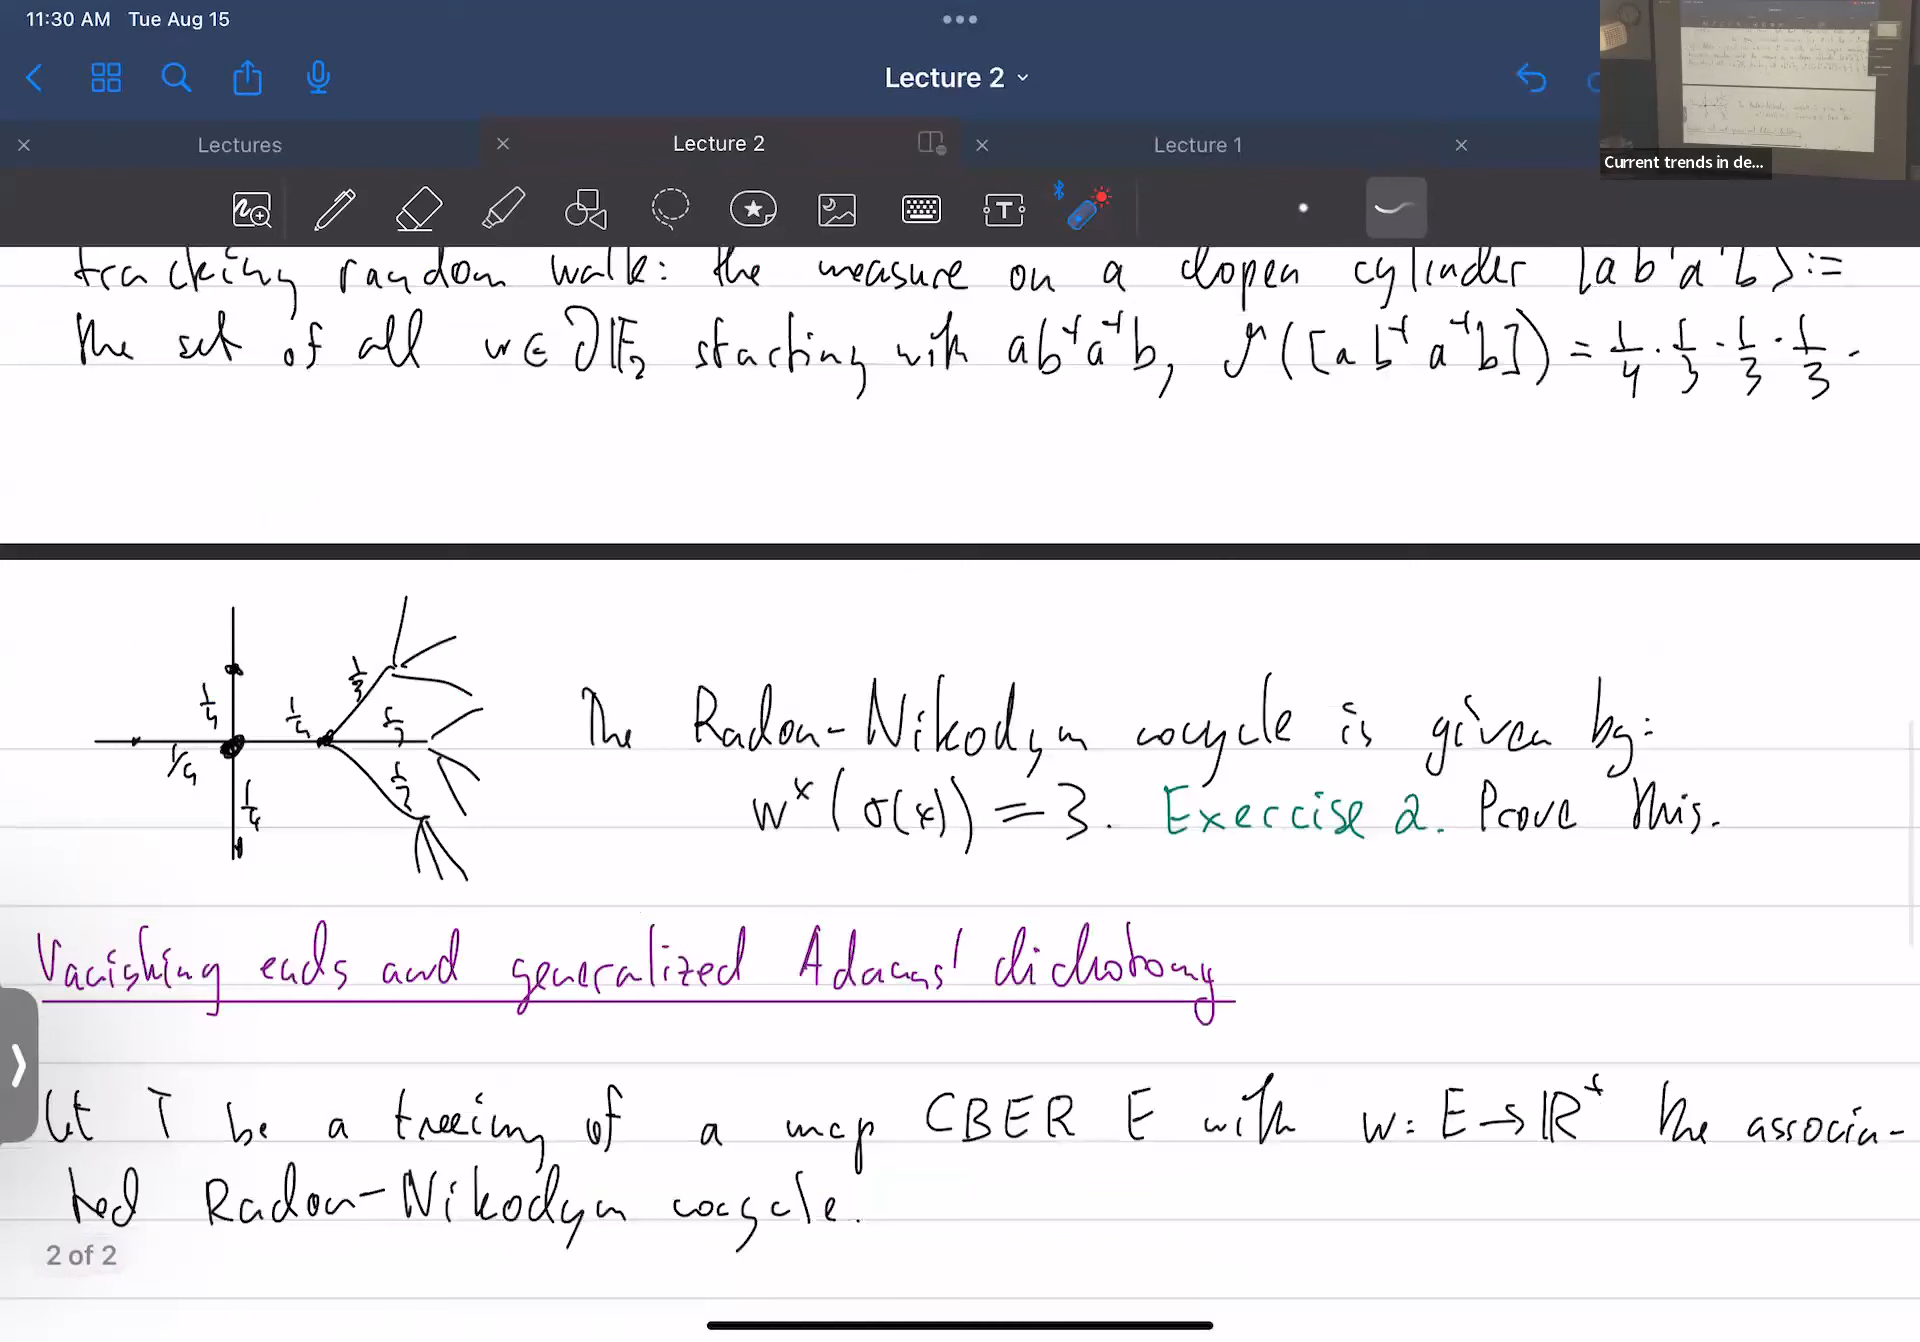 11:30 AM Tue Aug 15
Lecture 2
Current trends in de...
Lectures
Lecture 2
Lecture 1
tracking random walk: the measure on a clopen cylinder [ab⁻¹a⁻¹b] :=
the set of all w ∈ ∂𝔽₂ starting with ab⁻¹a⁻¹b, μ([ab⁻¹a⁻¹b]) = 1/4 · 1/3 · 1/3 · 1/3 .
1/4 1/4 1/3
1/3
1/4 1/4 1/3
The Radon-Nikodym cocycle is given by:
wˣ(σ(x)) = 3. Exercise 2. Prove this.
Vanishing ends and generalized Adams' dichotomy
Let T be a treeing of a mcp CBER E with w: E → ℝ⁺ the associa-
ted Radon-Nikodym cocycle.
2 of 2